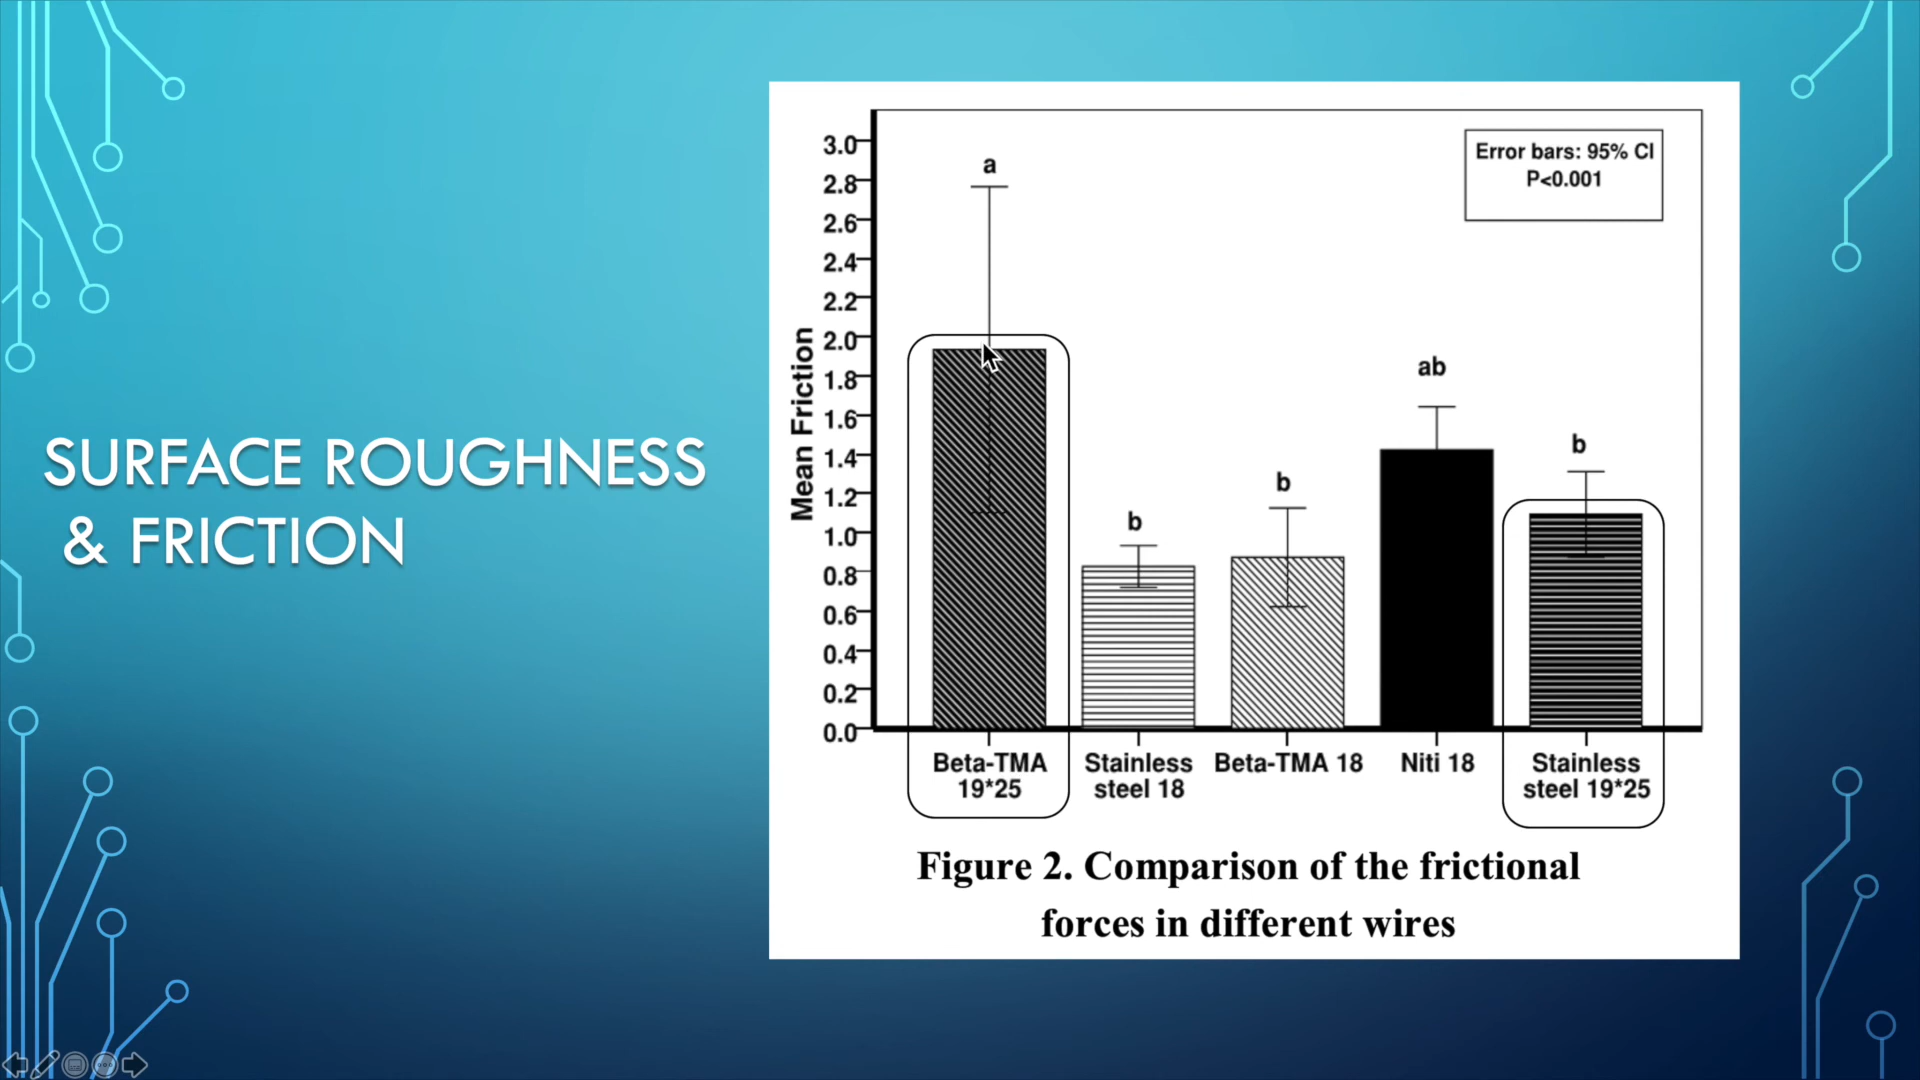 SURFACE ROUGHNESS
& FRICTION
Mean Friction
3.0
2.8
2.6
2.4
2.2
2.0
1.8
1.6
1.4
1.2
1.0
0.8
0.6
0.4
0.2
0.0
a
b
b
ab
b
Error bars: 95% CI
P<0.001
Beta-TMA
19*25
Stainless
steel 18
Beta-TMA 18
Niti 18
Stainless
steel 19*25
Figure 2. Comparison of the frictional
forces in different wires